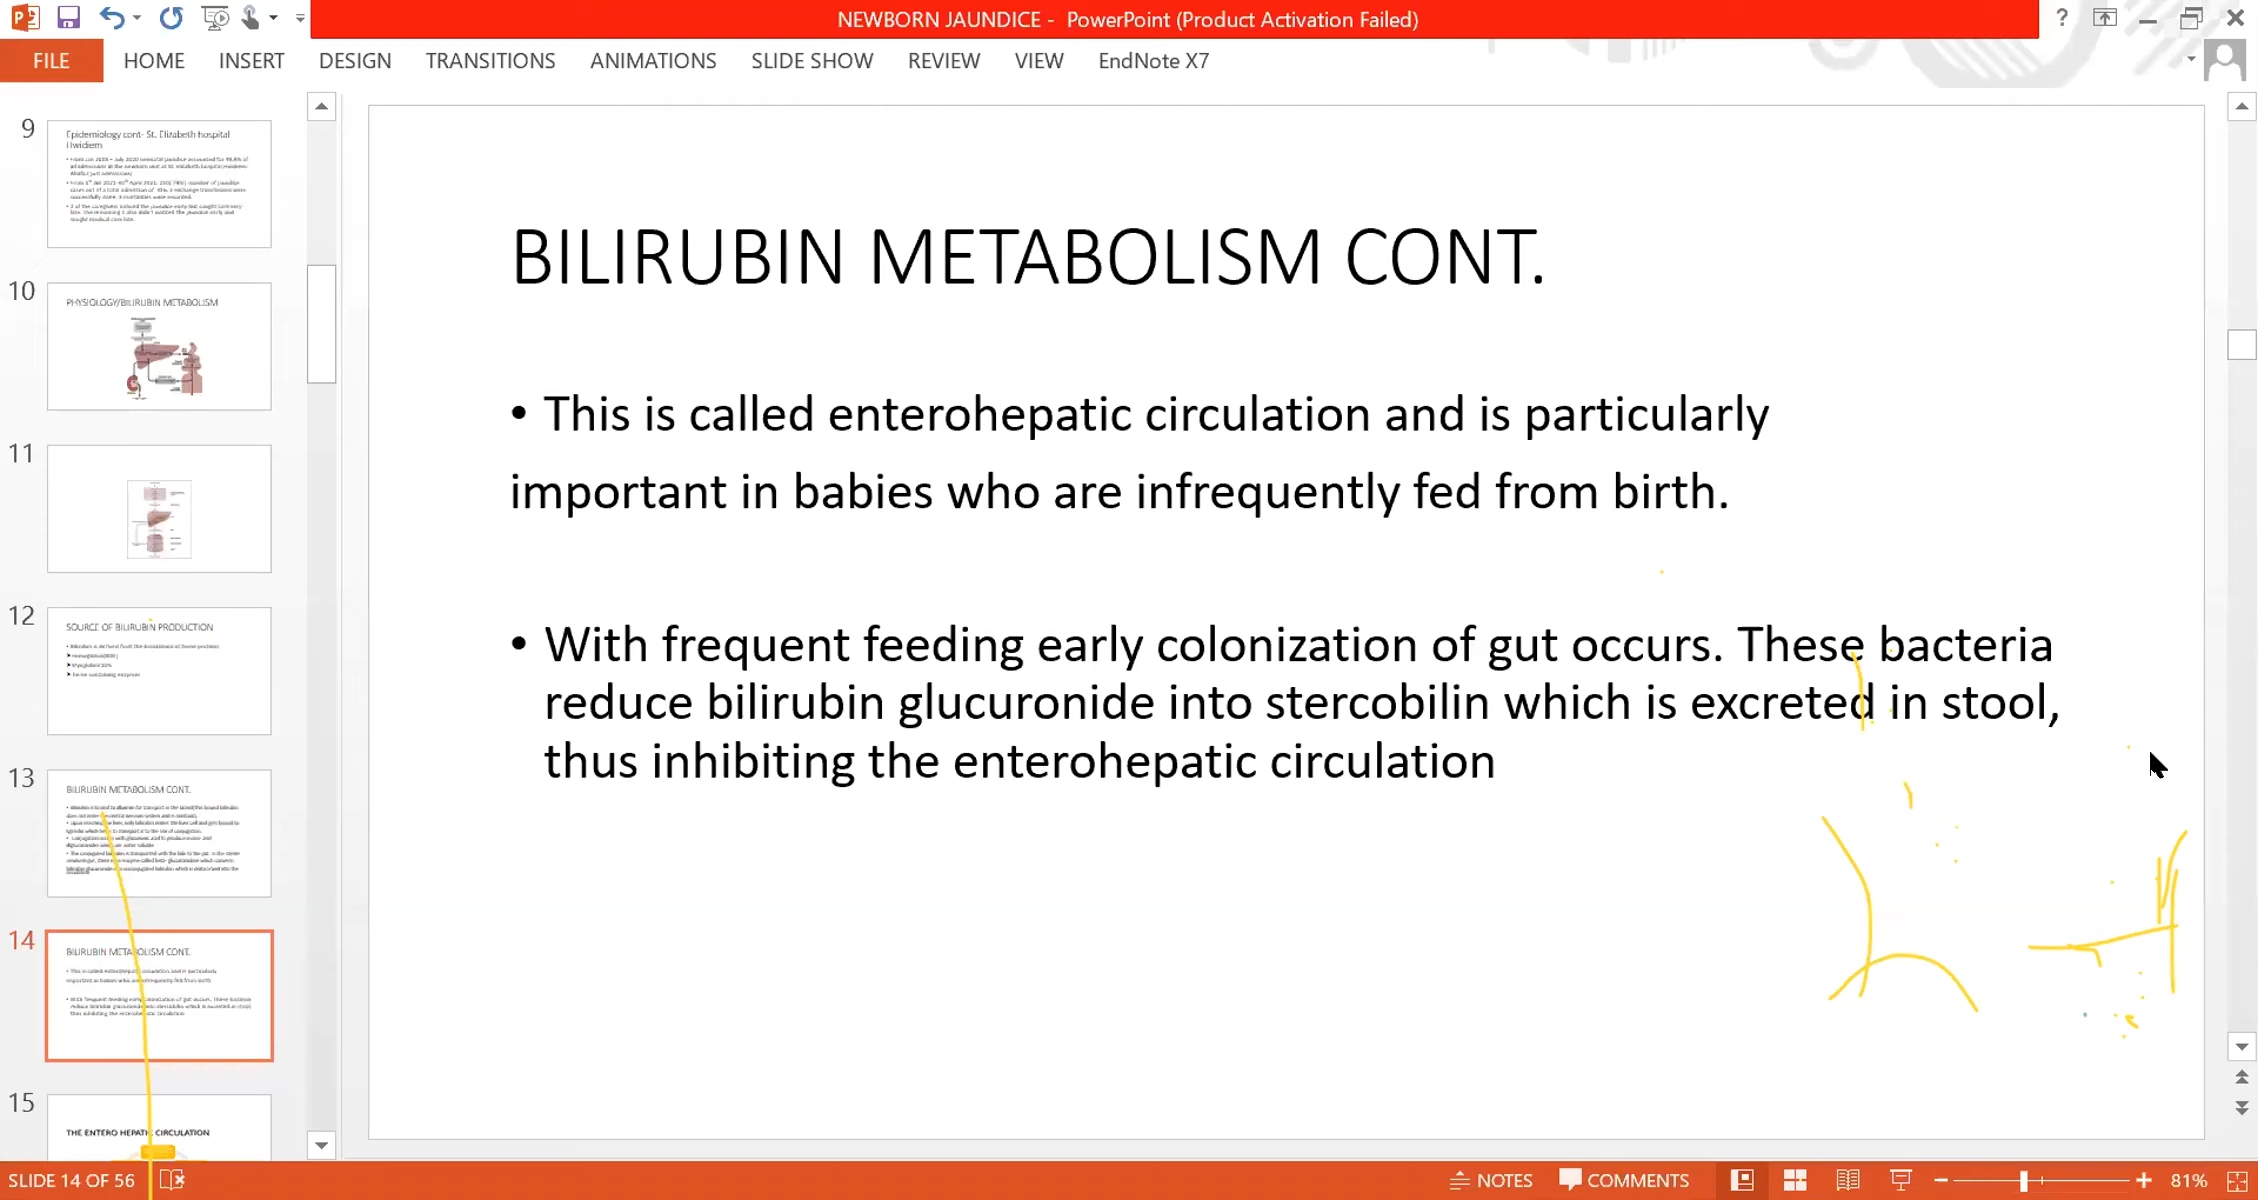 NEWBORN JAUNDICE - PowerPoint (Product Activation Failed)
?
FILE HOME INSERT DESIGN TRANSITIONS ANIMATIONS SLIDE SHOW REVIEW VIEW EndNote X7
9
Epidemiology cont- St. Elizabeth hospital
Hwidiem
10
PHYSIOLOGY/BILIRUBIN METABOLISM
11
12
SOURCE OF BILIRUBIN PRODUCTION
13
BILIRUBIN METABOLISM CONT.
14
BILIRUBIN METABOLISM CONT.
15
THE ENTERO HEPATIC CIRCULATION
BILIRUBIN METABOLISM CONT.
• This is called enterohepatic circulation and is particularly
important in babies who are infrequently fed from birth.
• With frequent feeding early colonization of gut occurs. These bacteria
reduce bilirubin glucuronide into stercobilin which is excreted in stool,
thus inhibiting the enterohepatic circulation
SLIDE 14 OF 56
NOTES COMMENTS 81%